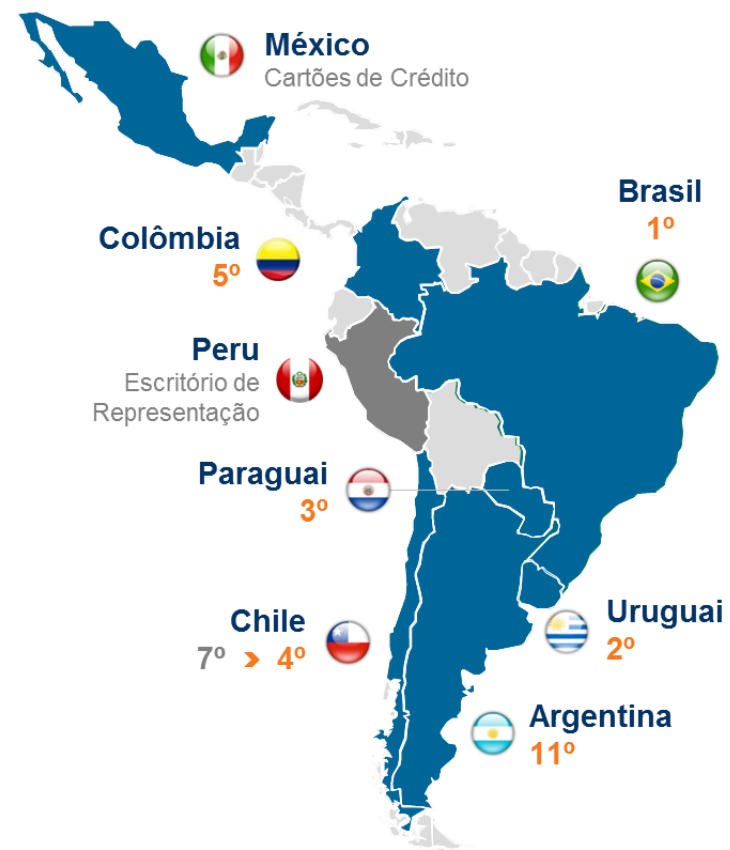 México
Cartões de Crédito
Brasil
1º
Colômbia
5º
Peru
Escritório de
Representação
Paraguai
3º
Chile
7º > 4º
Uruguai
2º
Argentina
11º